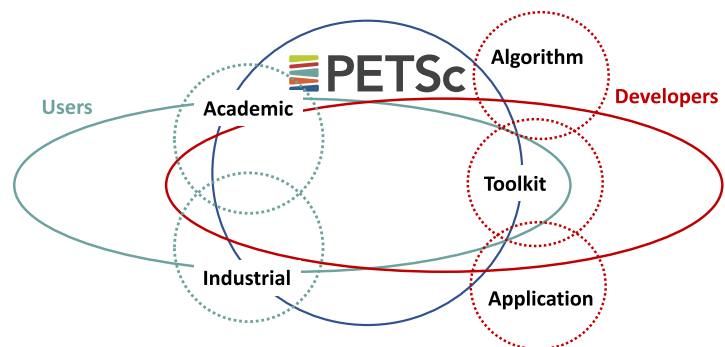 PETSc
Algorithm
Users
Academic
Developers
Toolkit
Industrial
Application